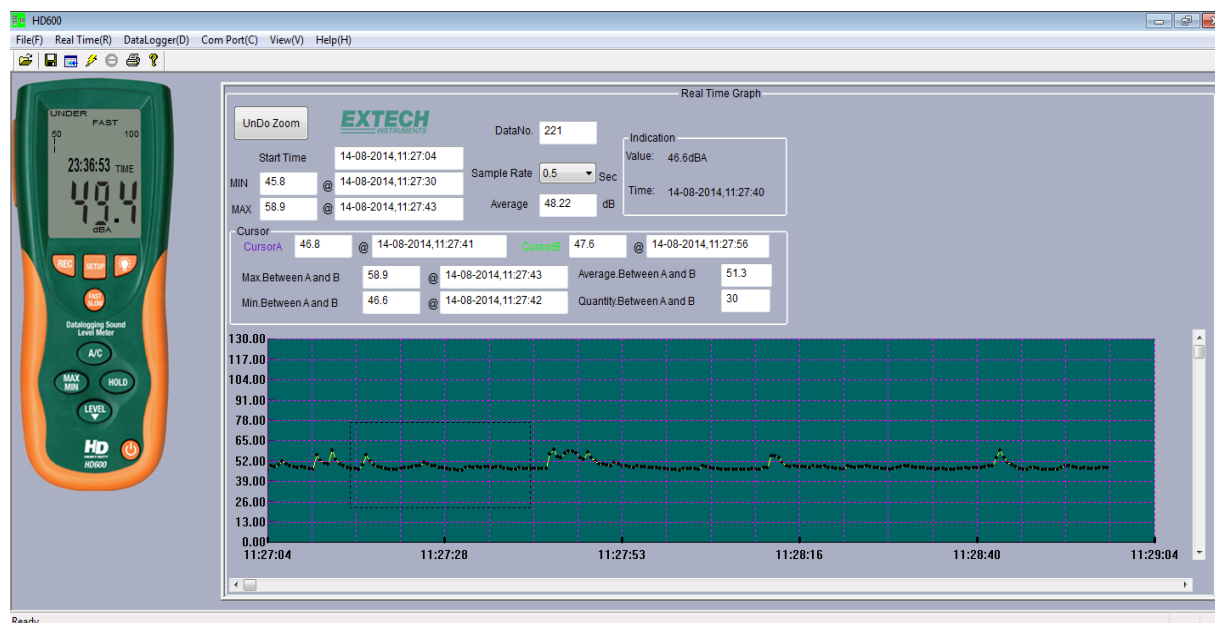 HD600
File(F) Real Time(R) DataLogger(D) Com Port(C) View(V) Help(H)
UNDER
FAST
50 100
23:36:53 TIME
49.4
dBA
REC SETUP
FAST
SLOW
Datalogging Sound
Level Meter
A/C
MAX
MIN
HOLD
LEVEL
HD
HD600
Real Time Graph
UnDo Zoom
EXTECH
INSTRUMENTS
DataNo. 221
Indication
Value: 46.6dBA
Time: 14-08-2014,11:27:40
Start Time 14-08-2014,11:27:04
Sample Rate 0.5 Sec
MIN 45.8 @ 14-08-2014,11:27:30
MAX 58.9 @ 14-08-2014,11:27:43
Average 48.22 dB
Cursor
CursorA 46.8 @ 14-08-2014,11:27:41 CursorB 47.6 @ 14-08-2014,11:27:56
Max.Between A and B 58.9 @ 14-08-2014,11:27:43 Average.Between A and B 51.3
Min.Between A and B 46.6 @ 14-08-2014,11:27:42 Quantity.Between A and B 30
130.00
117.00
104.00
91.00
78.00
65.00
52.00
39.00
26.00
13.00
0.00
11:27:04 11:27:28 11:27:53 11:28:16 11:28:40 11:29:04
Ready